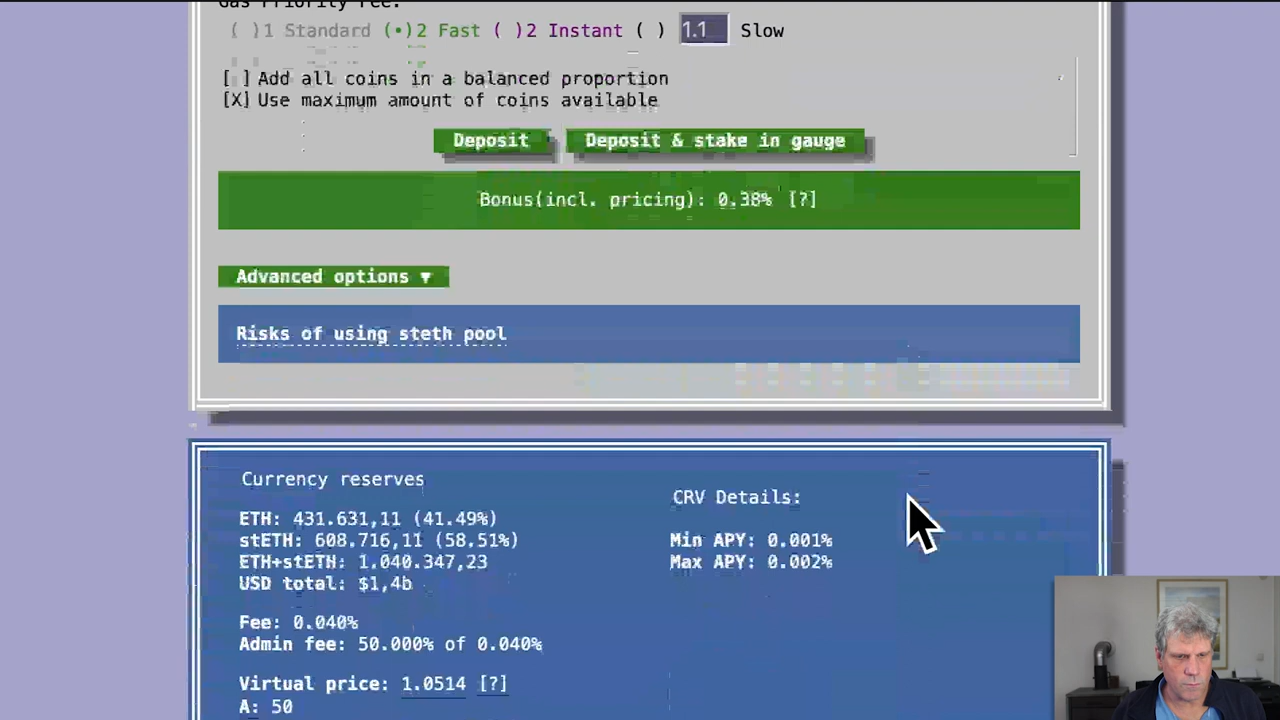 Gas Priority Fee:
( )1 Standard (•)2 Fast ( )2 Instant ( ) 1.1 Slow
[ ] Add all coins in a balanced proportion
[X] Use maximum amount of coins available
Deposit Deposit & stake in gauge
Bonus(incl. pricing): 0.38% [?]
Advanced options ▼
Risks of using steth pool
Currency reserves
ETH: 431.631,11 (41.49%)
stETH: 608.716,11 (58.51%)
ETH+stETH: 1.040.347,23
USD total: $1,4b
Fee: 0.040%
Admin fee: 50.000% of 0.040%
Virtual price: 1.0514 [?]
A: 50
CRV Details:
Min APY: 0.001%
Max APY: 0.002%